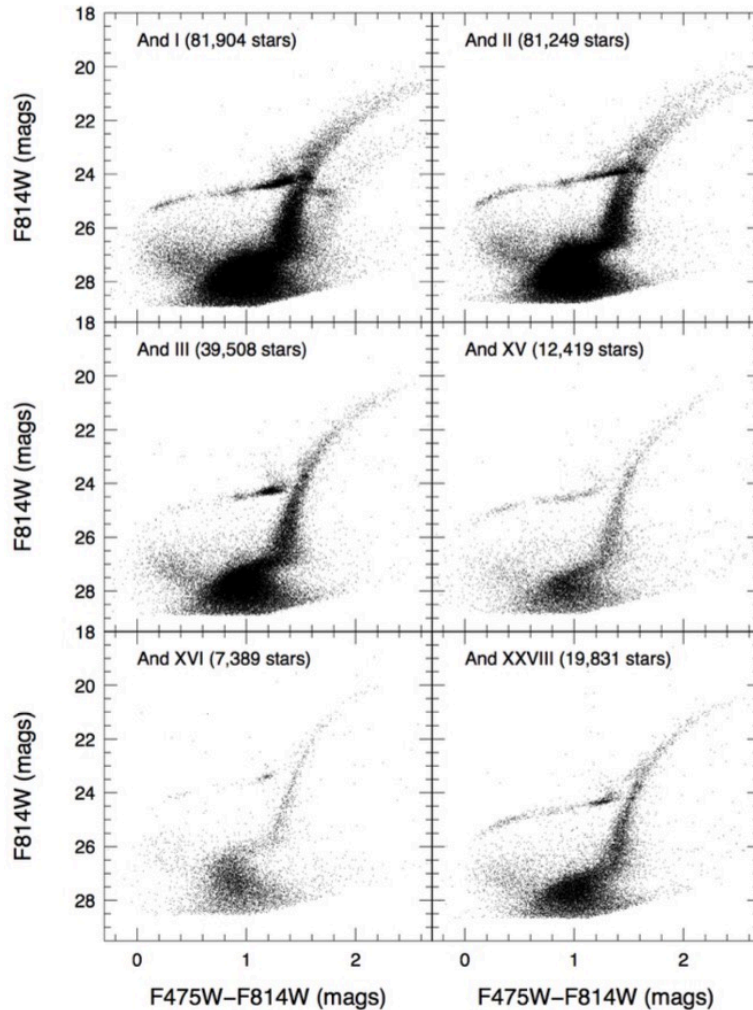 18
And I (81,904 stars)
And II (81,249 stars)
20
22
24
26
28
F814W (mags)
18
And III (39,508 stars)
And XV (12,419 stars)
20
22
24
26
28
F814W (mags)
18
And XVI (7,389 stars)
And XXVIII (19,831 stars)
20
22
24
26
28
F814W (mags)
0 1 2
0 1 2
F475W−F814W (mags)
F475W−F814W (mags)